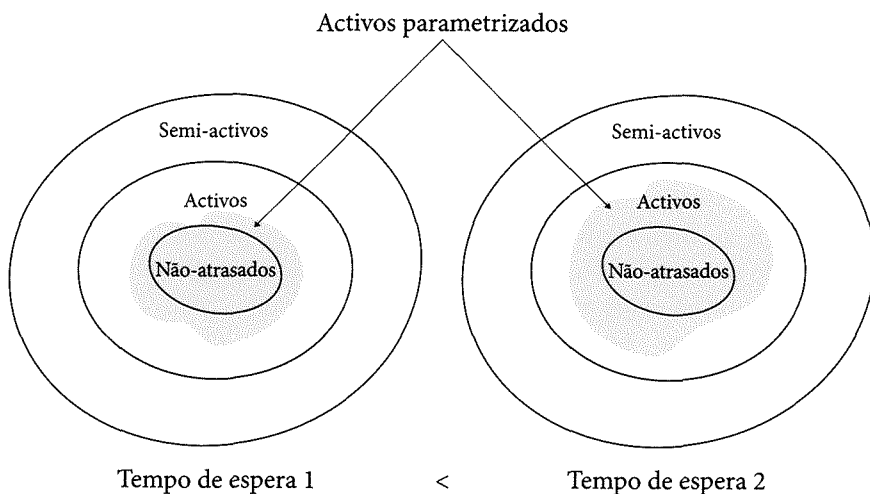 Activos parametrizados
Semi-activos
Semi-activos
Activos
Activos
Não-atrasados
Não-atrasados
Tempo de espera 1 < Tempo de espera 2